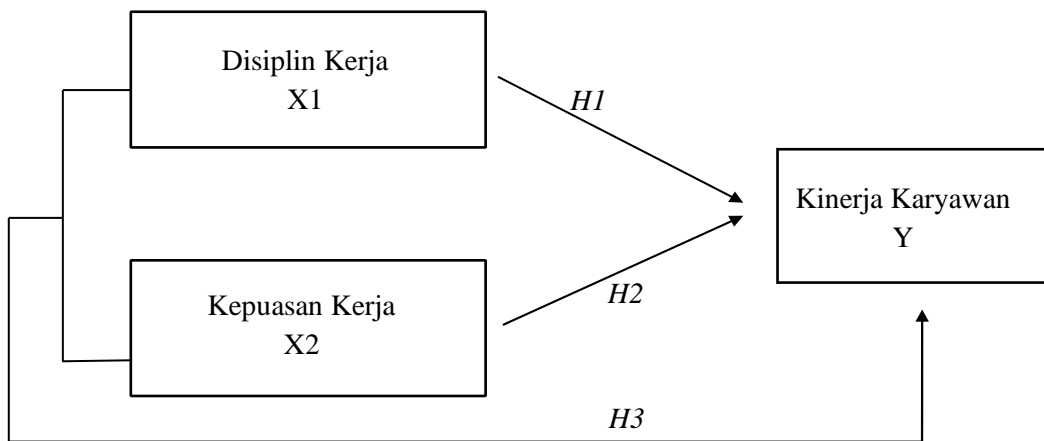 Disiplin Kerja
X1
H1
Kinerja Karyawan
Y
Kepuasan Kerja
X2
H2
H3